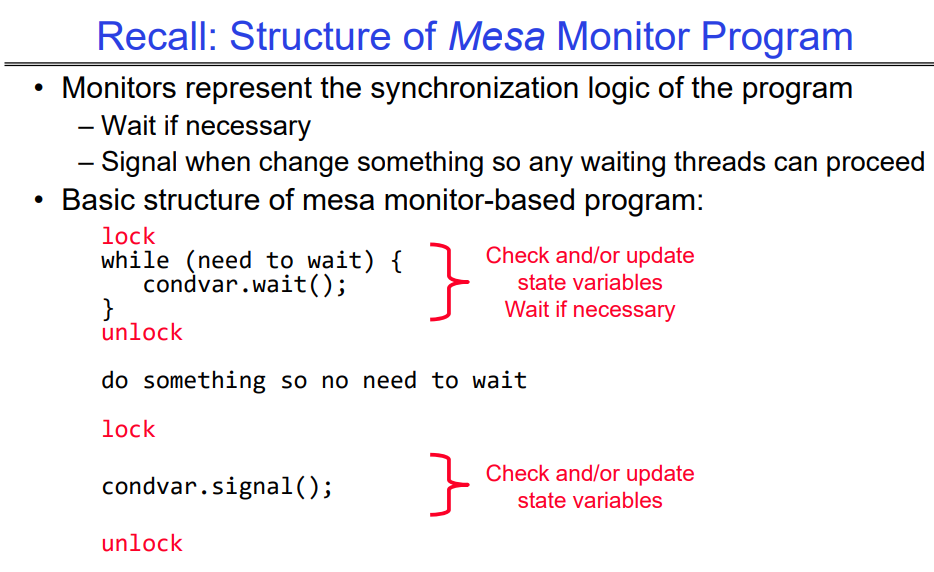 Recall: Structure of Mesa Monitor Program
• Monitors represent the synchronization logic of the program
– Wait if necessary
– Signal when change something so any waiting threads can proceed
• Basic structure of mesa monitor-based program:
lock
while (need to wait) {
condvar.wait();
}
unlock
Check and/or update
state variables
Wait if necessary
do something so no need to wait
lock
condvar.signal();
Check and/or update
state variables
unlock